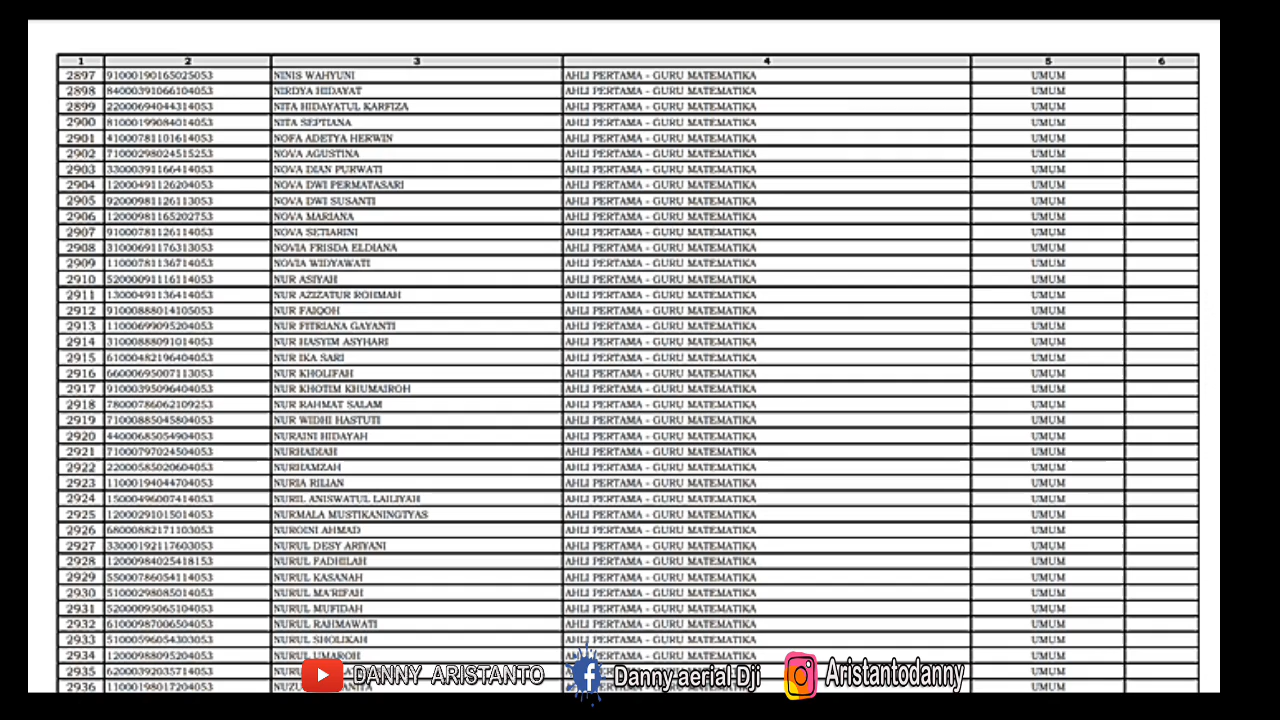 1 2 3 4 5 6
2897 91000190165025053 NINIS WAHYUNI AHLI PERTAMA - GURU MATEMATIKA UMUM
2898 84000391066104053 NIRDYA HIDAYAT AHLI PERTAMA - GURU MATEMATIKA UMUM
2899 22000694044314053 NITA HIDAYATUL KARFIZA AHLI PERTAMA - GURU MATEMATIKA UMUM
2900 81000199084014053 NITA SEPTIANA AHLI PERTAMA - GURU MATEMATIKA UMUM
2901 41000781101614053 NOFA ADETYA HERWIN AHLI PERTAMA - GURU MATEMATIKA UMUM
2902 71000298024515253 NOVA AGUSTINA AHLI PERTAMA - GURU MATEMATIKA UMUM
2903 33000391166414053 NOVA DIAN PURWATI AHLI PERTAMA - GURU MATEMATIKA UMUM
2904 12000491126204053 NOVA DWI PERMATASARI AHLI PERTAMA - GURU MATEMATIKA UMUM
2905 92000981126113053 NOVA DWI SUSANTI AHLI PERTAMA - GURU MATEMATIKA UMUM
2906 12000981165202753 NOVA MARIANA AHLI PERTAMA - GURU MATEMATIKA UMUM
2907 91000781126114053 NOVA SETIARINI AHLI PERTAMA - GURU MATEMATIKA UMUM
2908 31000691176313053 NOVIA FRISDA ELDIANA AHLI PERTAMA - GURU MATEMATIKA UMUM
2909 11000781136714053 NOVIA WIDYAWATI AHLI PERTAMA - GURU MATEMATIKA UMUM
2910 52000091116114053 NUR ASIYAH AHLI PERTAMA - GURU MATEMATIKA UMUM
2911 13000491136414053 NUR AZIZATUR ROHMAH AHLI PERTAMA - GURU MATEMATIKA UMUM
2912 91000888014105053 NUR FAIQOH AHLI PERTAMA - GURU MATEMATIKA UMUM
2913 11000699095204053 NUR FITRIANA GAYANTI AHLI PERTAMA - GURU MATEMATIKA UMUM
2914 31000888091014053 NUR HASYIM ASYHARI AHLI PERTAMA - GURU MATEMATIKA UMUM
2915 61000482196404053 NUR IKA SARI AHLI PERTAMA - GURU MATEMATIKA UMUM
2916 66000695007113053 NUR KHOLIFAH AHLI PERTAMA - GURU MATEMATIKA UMUM
2917 91000395096404053 NUR KHOTIM KHUMAIROH AHLI PERTAMA - GURU MATEMATIKA UMUM
2918 78000786062109253 NUR RAHMAT SALAM AHLI PERTAMA - GURU MATEMATIKA UMUM
2919 71000885045804053 NUR WIDHI HASTUTI AHLI PERTAMA - GURU MATEMATIKA UMUM
2920 44000685054904053 NURAINI HIDAYAH AHLI PERTAMA - GURU MATEMATIKA UMUM
2921 71000797024504053 NURHADIAH AHLI PERTAMA - GURU MATEMATIKA UMUM
2922 22000585020604053 NURHAMZAH AHLI PERTAMA - GURU MATEMATIKA UMUM
2923 11000194044704053 NURIA RILIAN AHLI PERTAMA - GURU MATEMATIKA UMUM
2924 15000496007414053 NURIL ANISWATUL LAILIYAH AHLI PERTAMA - GURU MATEMATIKA UMUM
2925 12000291015014053 NURMALA MUSTIKANINGTYAS AHLI PERTAMA - GURU MATEMATIKA UMUM
2926 68000882171103053 NUROINI AHMAD AHLI PERTAMA - GURU MATEMATIKA UMUM
2927 33000192117603053 NURUL DESY ARIYANI AHLI PERTAMA - GURU MATEMATIKA UMUM
2928 12000984025418153 NURUL FADHILAH AHLI PERTAMA - GURU MATEMATIKA UMUM
2929 55000786054114053 NURUL KASANAH AHLI PERTAMA - GURU MATEMATIKA UMUM
2930 51000298085014053 NURUL MA'RIFAH AHLI PERTAMA - GURU MATEMATIKA UMUM
2931 52000095065104053 NURUL MUFIDAH AHLI PERTAMA - GURU MATEMATIKA UMUM
2932 61000987006504053 NURUL RAHMAWATI AHLI PERTAMA - GURU MATEMATIKA UMUM
2933 51000596054303053 NURUL SHOLIKAH AHLI PERTAMA - GURU MATEMATIKA UMUM
2934 12000988095204053 NURUL UMAROH AHLI PERTAMA - GURU MATEMATIKA UMUM
2935 62000392035714053 UMUM
2936 11000198017204053 PERTAMA - GURU MATEMATIKA UMUM
DANNY ARISTANTO Danny aerial Dji Aristantodanny